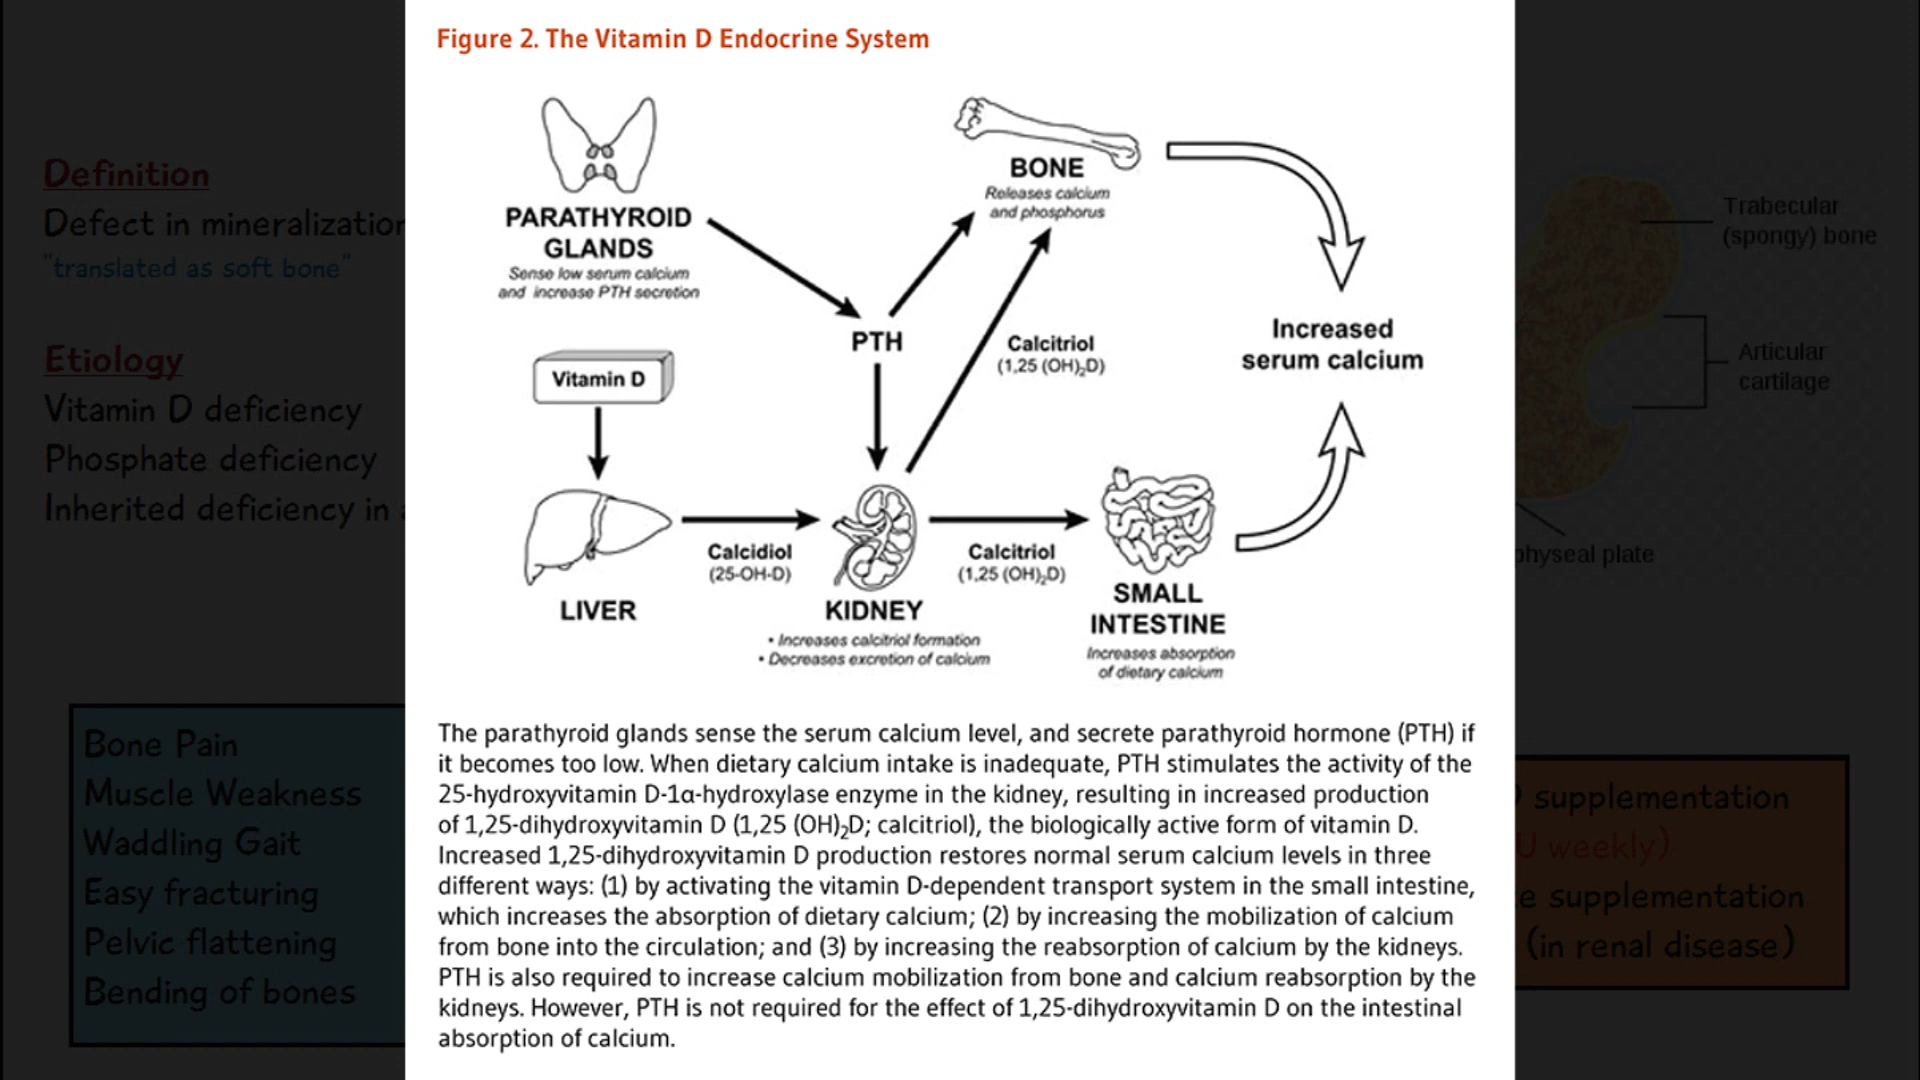 Figure 2. The Vitamin D Endocrine System
PARATHYROID
GLANDS
Sense low serum calcium
and increase PTH secretion
BONE
Releases calcium
and phosphorus
PTH
Calcitriol
(1,25 (OH)₂D)
Increased
serum calcium
Vitamin D
Calcidiol
(25-OH-D)
Calcitriol
(1,25 (OH)₂D)
LIVER
KIDNEY
• Increases calcitriol formation
• Decreases excretion of calcium
SMALL
INTESTINE
Increases absorption
of dietary calcium
The parathyroid glands sense the serum calcium level, and secrete parathyroid hormone (PTH) if
it becomes too low. When dietary calcium intake is inadequate, PTH stimulates the activity of the
25-hydroxyvitamin D-1α-hydroxylase enzyme in the kidney, resulting in increased production
of 1,25-dihydroxyvitamin D (1,25 (OH)₂D; calcitriol), the biologically active form of vitamin D.
Increased 1,25-dihydroxyvitamin D production restores normal serum calcium levels in three
different ways: (1) by activating the vitamin D-dependent transport system in the small intestine,
which increases the absorption of dietary calcium; (2) by increasing the mobilization of calcium
from bone into the circulation; and (3) by increasing the reabsorption of calcium by the kidneys.
PTH is also required to increase calcium mobilization from bone and calcium reabsorption by the
kidneys. However, PTH is not required for the effect of 1,25-dihydroxyvitamin D on the intestinal
absorption of calcium.
Definition
Defect in mineralization
"translated as soft bone"
Etiology
Vitamin D deficiency
Phosphate deficiency
Inherited deficiency in
Bone Pain
Muscle Weakness
Waddling Gait
Easy fracturing
Pelvic flattening
Bending of bones
Trabecular
(spongy) bone
Articular
cartilage
physeal plate
supplementation
weekly)
supplementation
(in renal disease)